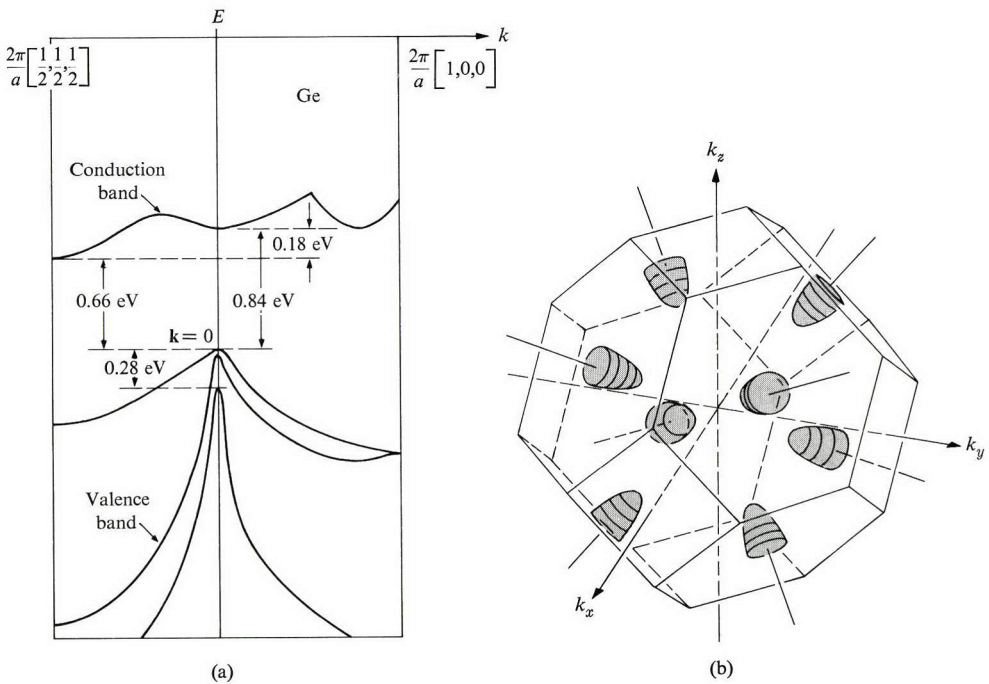 E
k
2π/a [1/2, 1/2, 1/2]
2π/a [1,0,0]
Ge
Conduction
band
0.18 eV
0.66 eV
0.84 eV
k = 0
0.28 eV
Valence
band
(a)
k_z
k_y
k_x
(b)